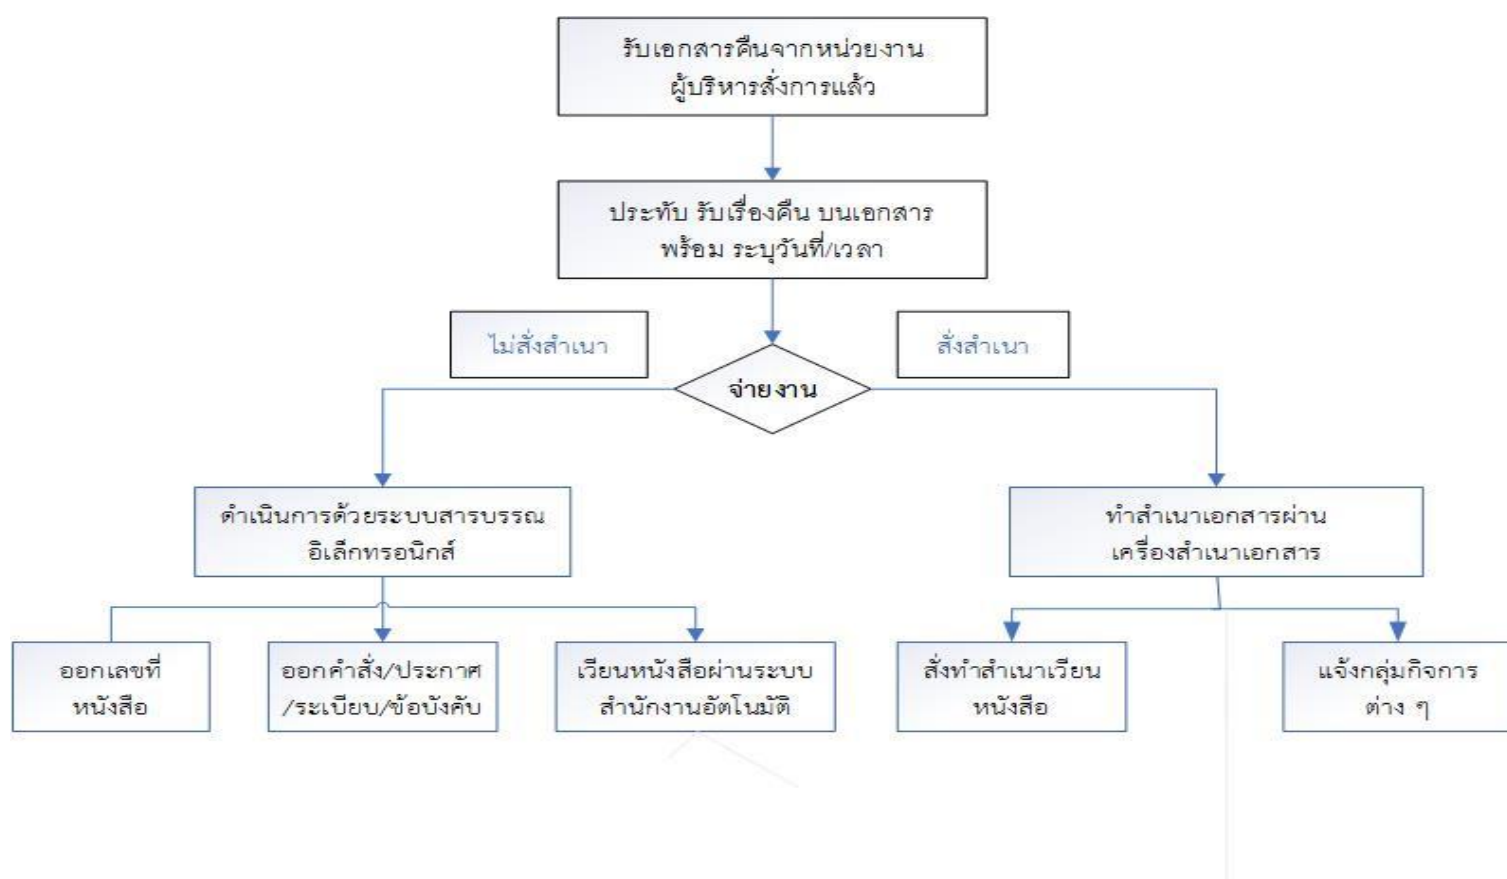 รับเอกสารคืนจากหน่วยงาน
ผู้บริหารสั่งการแล้ว
ประทับ รับเรื่องคืน บนเอกสาร
พร้อม ระบุวันที่/เวลา
ไม่สั่งสำเนา
สั่งสำเนา
จ่ายงาน
ดำเนินการด้วยระบบสารบรรณ
อิเล็กทรอนิกส์
ทำสำเนาเอกสารผ่าน
เครื่องสำเนาเอกสาร
ออกเลขที่
หนังสือ
ออกคำสั่ง/ประกาศ
/ระเบียบ/ข้อบังคับ
เวียนหนังสือผ่านระบบ
สำนักงานอัตโนมัติ
สั่งทำสำเนาเวียน
หนังสือ
แจ้งกลุ่มกิจการ
ต่าง ๆ